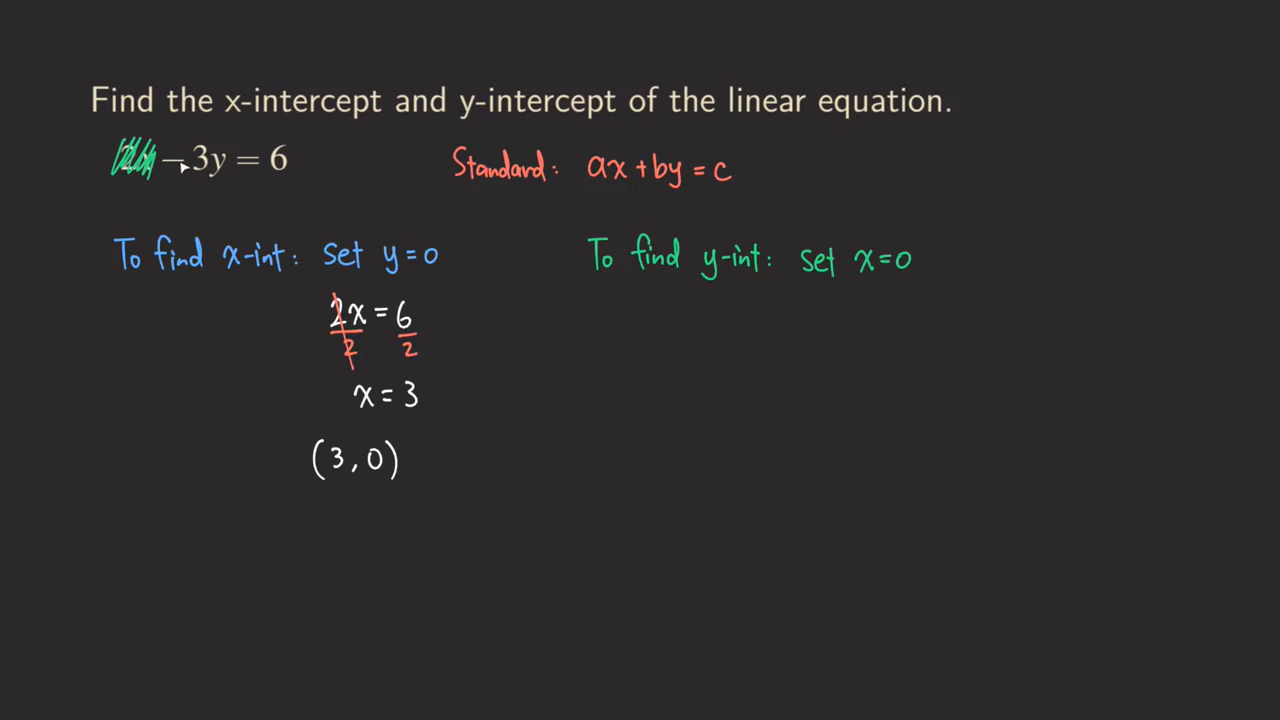 Find the x-intercept and y-intercept of the linear equation.
−3y = 6
Standard: ax + by = c
To find x-int: set y = 0
To find y-int: set x = 0
2x = 6
2 2
x = 3
(3, 0)